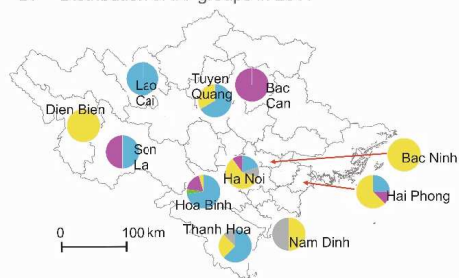 Lao
Cai
Tuyen
Quang
Bac
Can
Dien Bien
Son
La
Ha Noi
Bac Ninh
Hoa Binh
Hai Phong
Thanh Hoa
Nam Dinh
0 100 km